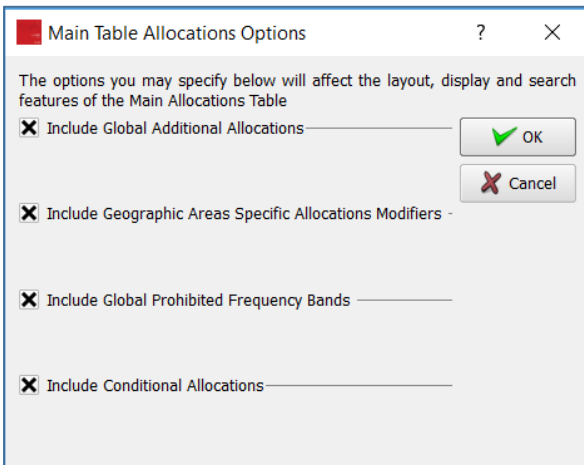 Main Table Allocations Options ?
The options you may specify below will affect the layout, display and search
features of the Main Allocations Table
Include Global Additional Allocations
OK
Cancel
Include Geographic Areas Specific Allocations Modifiers
Include Global Prohibited Frequency Bands
Include Conditional Allocations